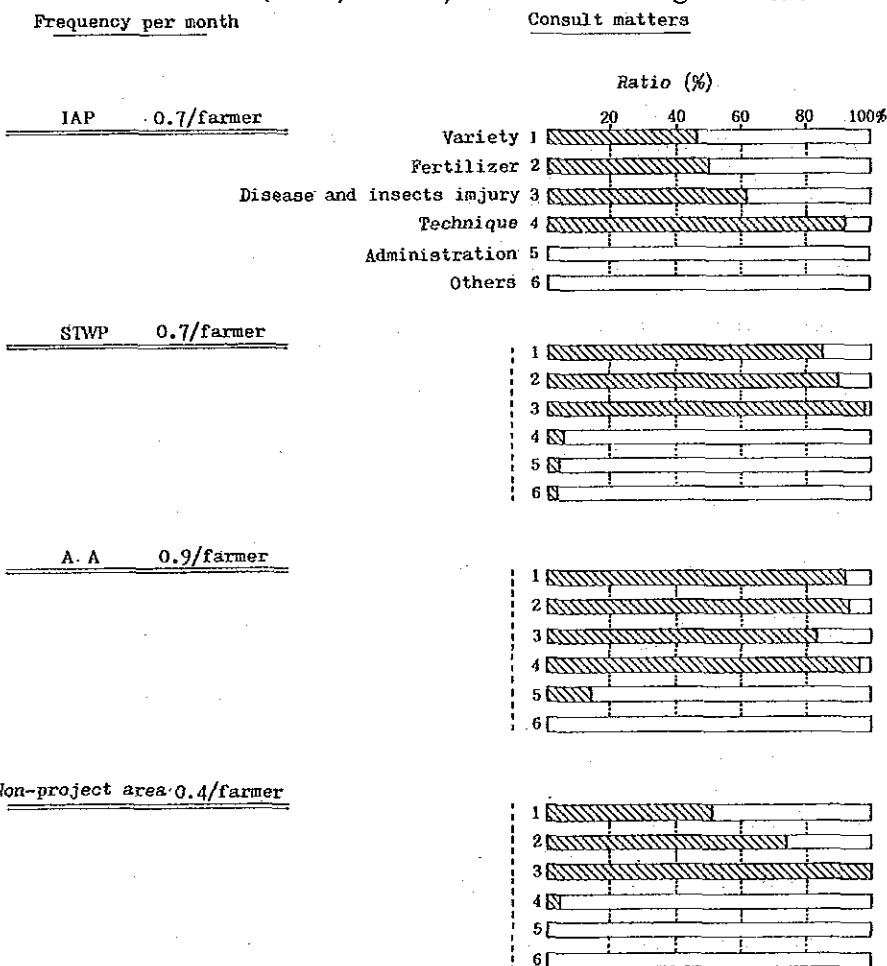 Frequency per month Consult matters
Ratio (%)
IAP 0.7/farmer
20 40 60 80 100%
Variety 1
Fertilizer 2
Disease and insects imjury 3
Technique 4
Administration 5
Others 6
STWP 0.7/farmer
1
2
3
4
5
6
A. A 0.9/farmer
1
2
3
4
5
6
Non-project area 0.4/farmer
1
2
3
4
5
6